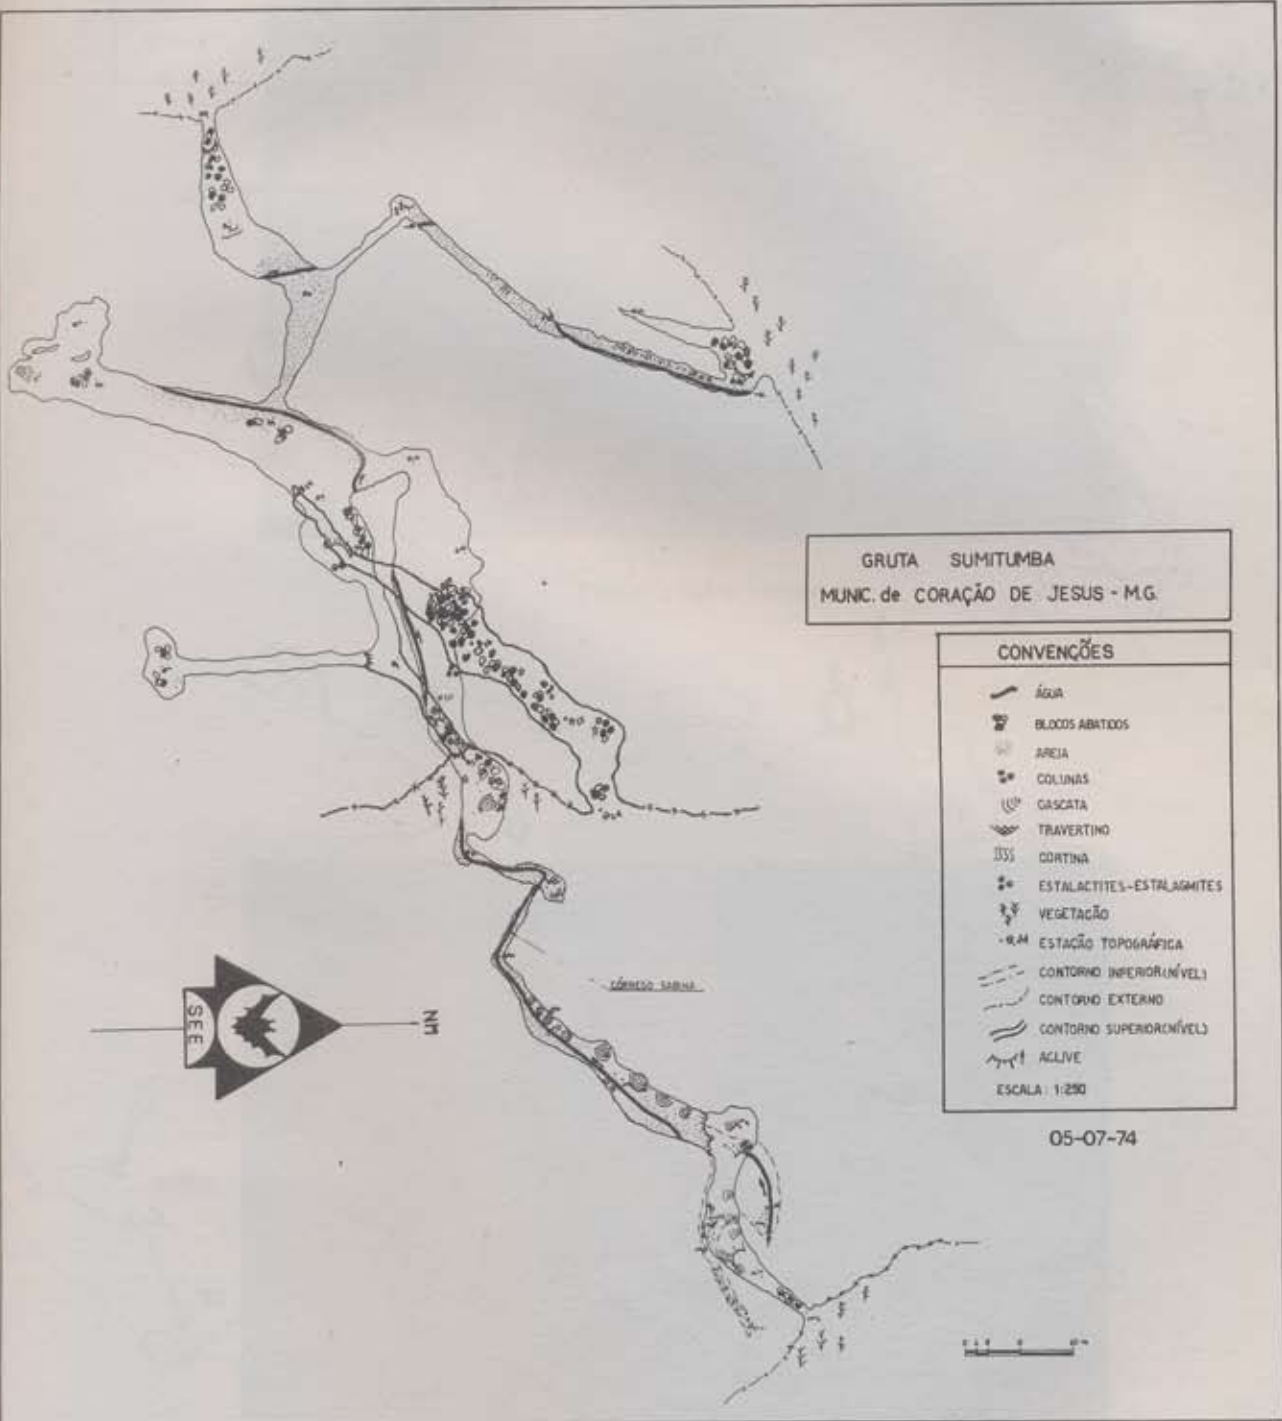 GRUTA SUMITUMBA
MUNIC. de CORAÇÃO DE JESUS - M.G.
CONVENÇÕES
ÁGUA
BLOCOS ABATIDOS
AREIA
COLUNAS
CASCATA
TRAVERTINO
CORTINA
ESTALACTITES-ESTALAGMITES
VEGETAÇÃO
ESTAÇÃO TOPOGRÁFICA
CONTORNO INFERIOR(NÍVEL)
CONTORNO EXTERNO
CONTORNO SUPERIOR(NÍVEL)
ACLIVE
ESCALA: 1:250
05-07-74
CÓRREGO
SEE
NM